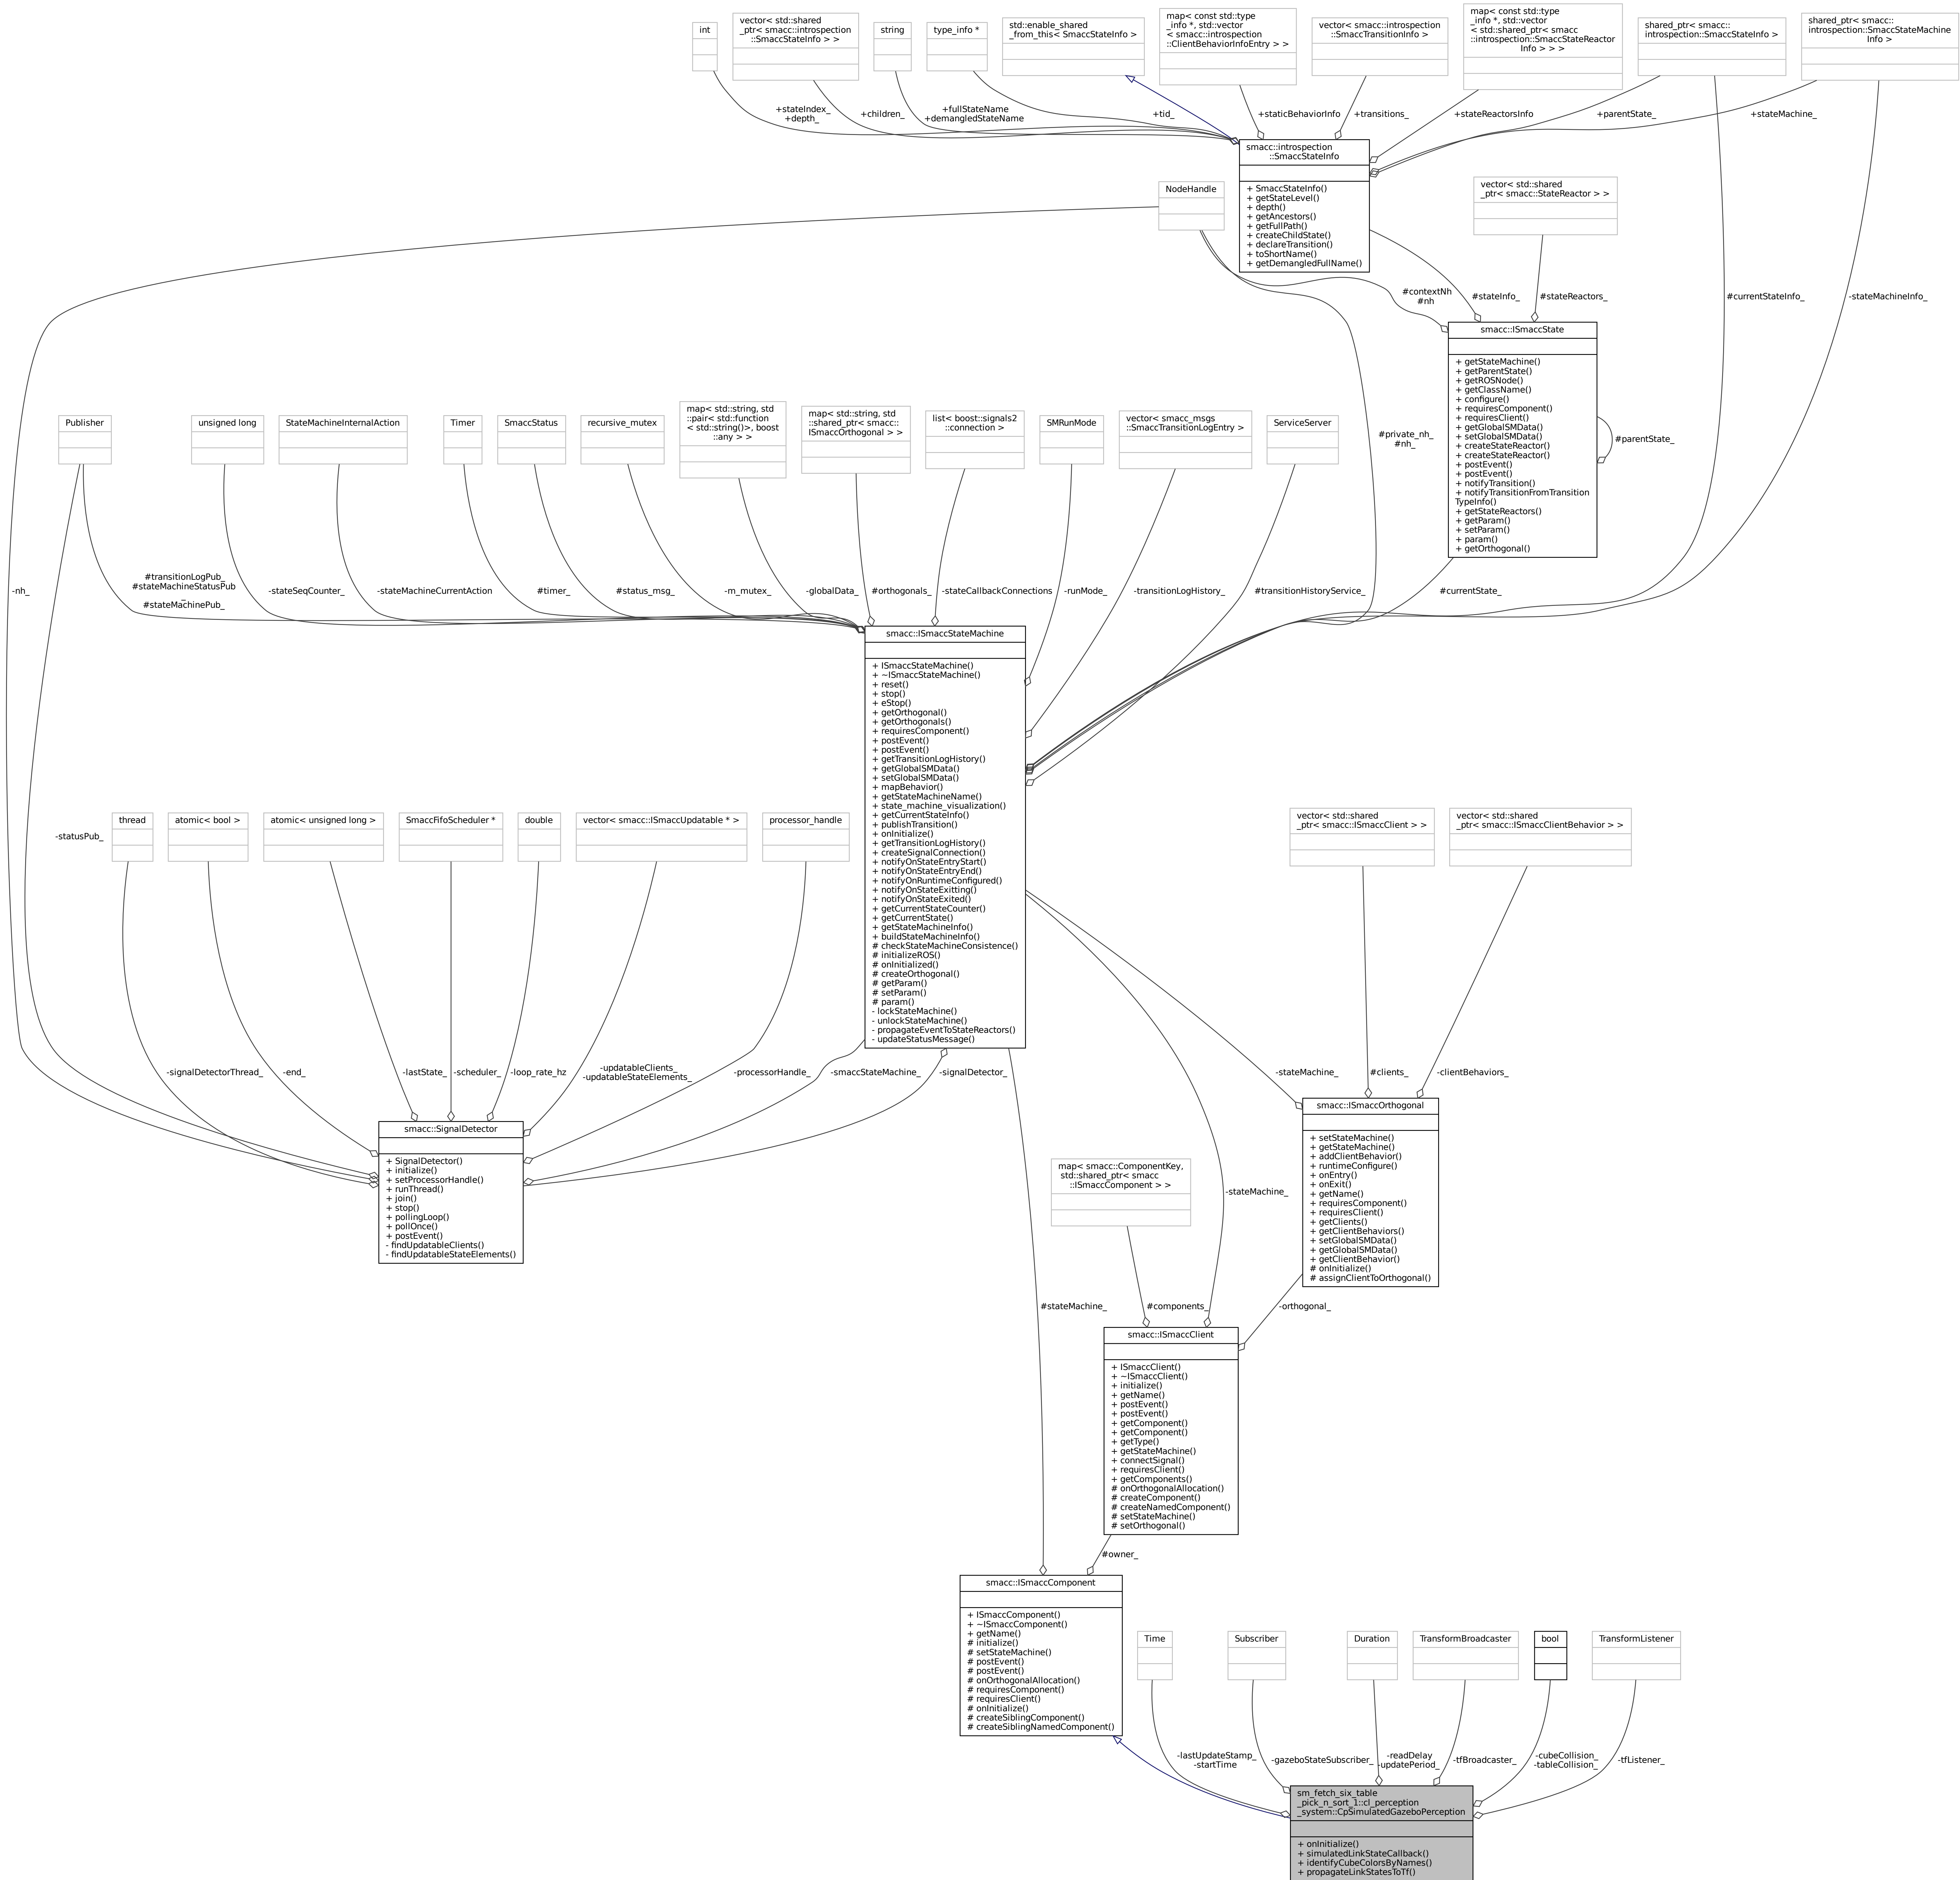 int
vector< std::shared
_ptr< smacc::introspection
::SmaccStateInfo > >
string
type_info *
std::enable_shared
_from_this< SmaccStateInfo >
map< const std::type
_info *, std::vector
< smacc::introspection
::ClientBehaviorInfoEntry > >
vector< smacc::introspection
::SmaccTransitionInfo >
map< const std::type
_info *, std::vector
< std::shared_ptr< smacc
::introspection::SmaccStateReactor
Info > > >
shared_ptr< smacc::
introspection::SmaccStateInfo >
shared_ptr< smacc::
introspection::SmaccStateMachine
Info >
+stateIndex_
+depth_
+children_
+fullStateName
+demangledStateName
+tid_
+staticBehaviorInfo
+transitions_
+stateReactorsInfo
+parentState_
+stateMachine_
smacc::introspection
::SmaccStateInfo
+ SmaccStateInfo()
+ getStateLevel()
+ depth()
+ getAncestors()
+ getFullPath()
+ createChildState()
+ declareTransition()
+ toShortName()
+ getDemangledFullName()
NodeHandle
vector< std::shared
_ptr< smacc::StateReactor > >
#contextNh
#nh
#stateInfo_
#stateReactors_
#currentStateInfo_
-stateMachineInfo_
smacc::ISmaccState
+ getStateMachine()
+ getParentState()
+ getROSNode()
+ getClassName()
+ configure()
+ requiresComponent()
+ requiresClient()
+ getGlobalSMData()
+ setGlobalSMData()
+ createStateReactor()
+ createStateReactor()
+ postEvent()
+ postEvent()
+ notifyTransition()
+ notifyTransitionFromTransition
TypeInfo()
+ getStateReactors()
+ getParam()
+ setParam()
+ param()
+ getOrthogonal()
#parentState_
Publisher
unsigned long
StateMachineInternalAction
Timer
SmaccStatus
recursive_mutex
map< std::string, std
::pair< std::function
< std::string()>, boost
::any > >
map< std::string, std
::shared_ptr< smacc::
ISmaccOrthogonal > >
list< boost::signals2
::connection >
SMRunMode
vector< smacc_msgs
::SmaccTransitionLogEntry >
ServiceServer
#private_nh_
#nh_
-nh_
#transitionLogPub_
#stateMachineStatusPub
_
#stateMachinePub_
-stateSeqCounter_
-stateMachineCurrentAction
#timer_
#status_msg_
-m_mutex_
-globalData_
#orthogonals_
-stateCallbackConnections
-runMode_
-transitionLogHistory_
#transitionHistoryService_
#currentState_
smacc::ISmaccStateMachine
+ ISmaccStateMachine()
+ ~ISmaccStateMachine()
+ reset()
+ stop()
+ eStop()
+ getOrthogonal()
+ getOrthogonals()
+ requiresComponent()
+ postEvent()
+ postEvent()
+ getTransitionLogHistory()
+ getGlobalSMData()
+ setGlobalSMData()
+ mapBehavior()
+ getStateMachineName()
+ state_machine_visualization()
+ getCurrentStateInfo()
+ publishTransition()
+ onInitialize()
+ getTransitionLogHistory()
+ createSignalConnection()
+ notifyOnStateEntryStart()
+ notifyOnStateEntryEnd()
+ notifyOnRuntimeConfigured()
+ notifyOnStateExitting()
+ notifyOnStateExited()
+ getCurrentStateCounter()
+ getCurrentState()
+ getStateMachineInfo()
+ buildStateMachineInfo()
# checkStateMachineConsistence()
# initializeROS()
# onInitialized()
# createOrthogonal()
# getParam()
# setParam()
# param()
- lockStateMachine()
- unlockStateMachine()
- propagateEventToStateReactors()
- updateStatusMessage()
-statusPub_
thread
atomic< bool >
atomic< unsigned long >
SmaccFifoScheduler *
double
vector< smacc::ISmaccUpdatable * >
processor_handle
vector< std::shared
_ptr< smacc::ISmaccClient > >
vector< std::shared
_ptr< smacc::ISmaccClientBehavior > >
-signalDetectorThread_
-end_
-lastState_
-scheduler_
-loop_rate_hz
-updatableClients_
-updatableStateElements_
-processorHandle_
-smaccStateMachine_
-signalDetector_
-stateMachine_
#clients_
-clientBehaviors_
smacc::SignalDetector
+ SignalDetector()
+ initialize()
+ setProcessorHandle()
+ runThread()
+ join()
+ stop()
+ pollingLoop()
+ pollOnce()
+ postEvent()
- findUpdatableClients()
- findUpdatableStateElements()
smacc::ISmaccOrthogonal
+ setStateMachine()
+ getStateMachine()
+ addClientBehavior()
+ runtimeConfigure()
+ onEntry()
+ onExit()
+ getName()
+ requiresComponent()
+ requiresClient()
+ getClients()
+ getClientBehaviors()
+ setGlobalSMData()
+ getGlobalSMData()
+ getClientBehavior()
# onInitialize()
# assignClientToOrthogonal()
map< smacc::ComponentKey,
std::shared_ptr< smacc
::ISmaccComponent > >
-stateMachine_
#stateMachine_
#components_
-orthogonal_
smacc::ISmaccClient
+ ISmaccClient()
+ ~ISmaccClient()
+ initialize()
+ getName()
+ postEvent()
+ postEvent()
+ getComponent()
+ getComponent()
+ getType()
+ getStateMachine()
+ connectSignal()
+ requiresClient()
+ getComponents()
# onOrthogonalAllocation()
# createComponent()
# createNamedComponent()
# setStateMachine()
# setOrthogonal()
#owner_
smacc::ISmaccComponent
+ ISmaccComponent()
+ ~ISmaccComponent()
+ getName()
# initialize()
# setStateMachine()
# postEvent()
# postEvent()
# onOrthogonalAllocation()
# requiresComponent()
# requiresClient()
# onInitialize()
# createSiblingComponent()
# createSiblingNamedComponent()
Time
Subscriber
Duration
TransformBroadcaster
bool
TransformListener
-lastUpdateStamp_
-startTime
-gazeboStateSubscriber_
-readDelay
-updatePeriod_
-tfBroadcaster_
-cubeCollision_
-tableCollision_
-tfListener_
sm_fetch_six_table
_pick_n_sort_1::cl_perception
_system::CpSimulatedGazeboPerception
+ onInitialize()
+ simulatedLinkStateCallback()
+ identifyCubeColorsByNames()
+ propagateLinkStatesToTf()